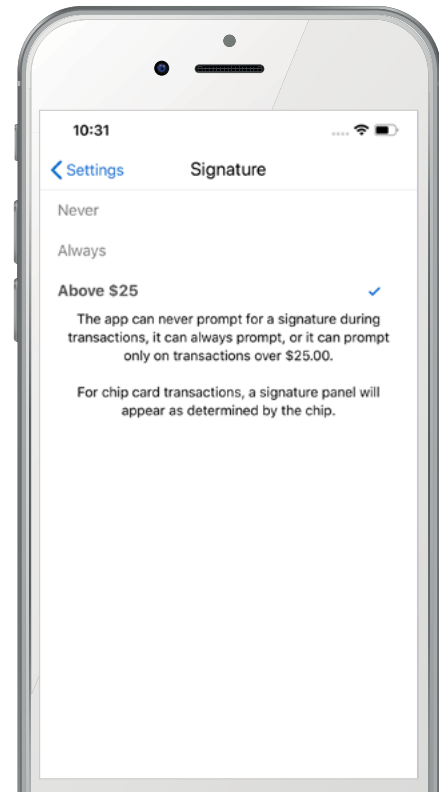 10:31
Settings
Signature
Never
Always
Above $25
The app can never prompt for a signature during
transactions, it can always prompt, or it can prompt
only on transactions over $25.00.
For chip card transactions, a signature panel will
appear as determined by the chip.